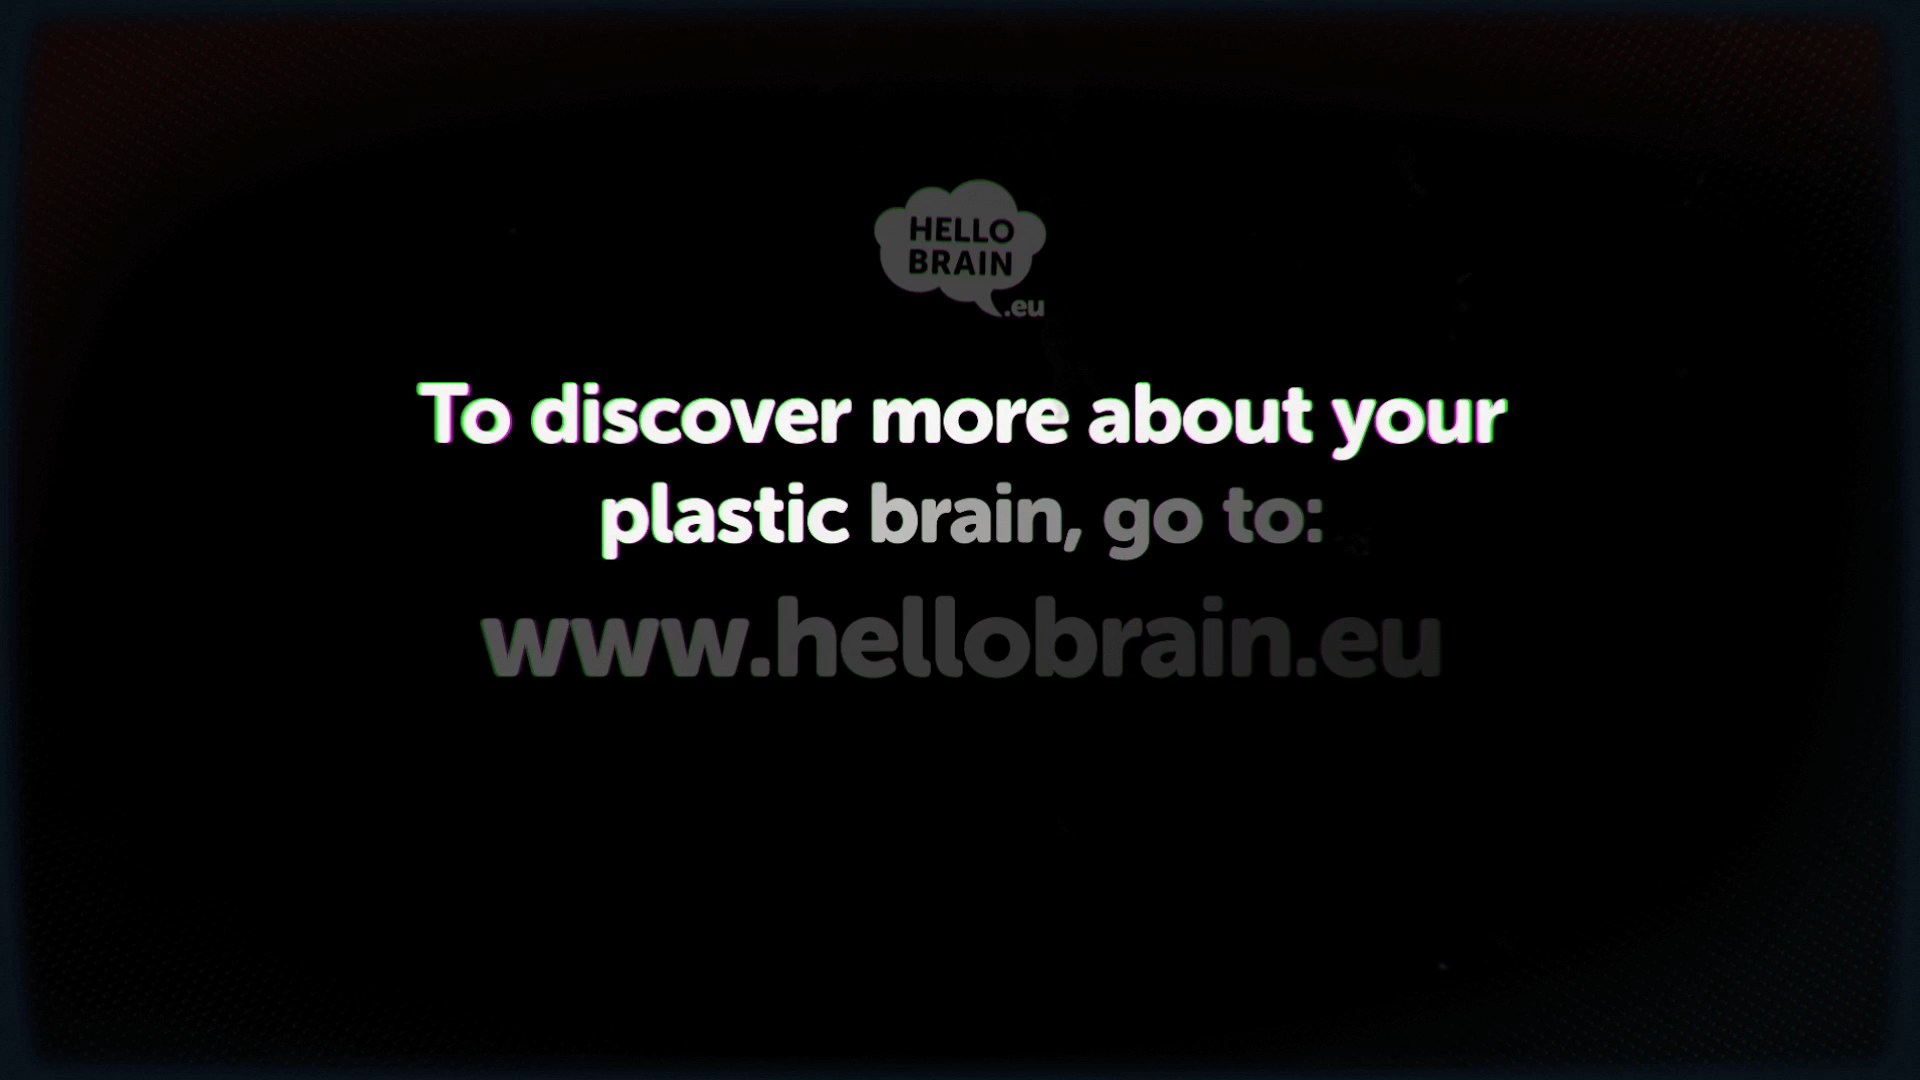 HELLO
BRAIN
.eu
To discover more about your
plastic brain, go to:
www.hellobrain.eu